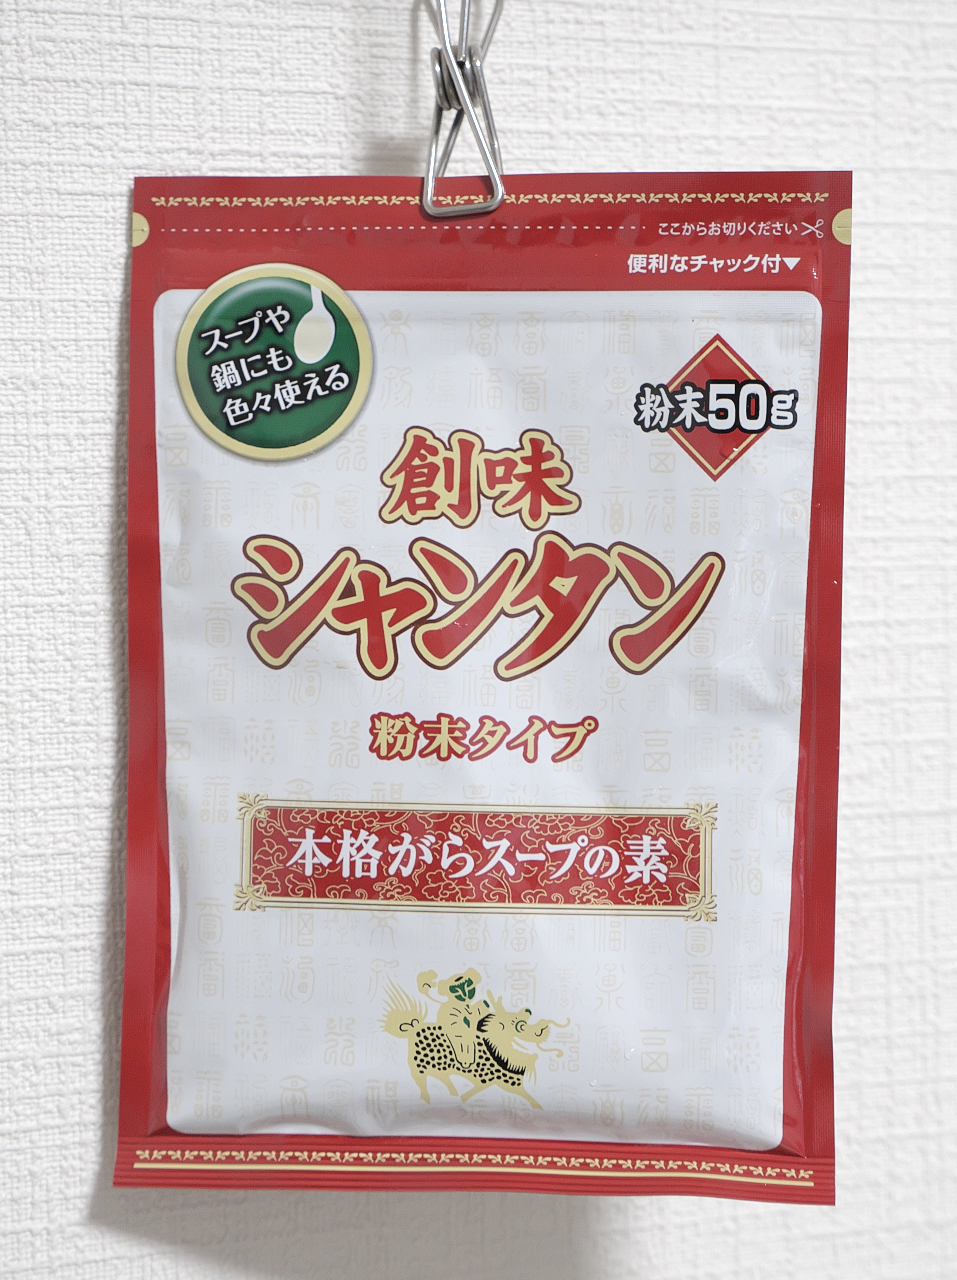 ここからお切りください
便利なチャック付▼
スープや
鍋にも
色々使える
粉末50g
創味
シャンタン
粉末タイプ
本格がらスープの素